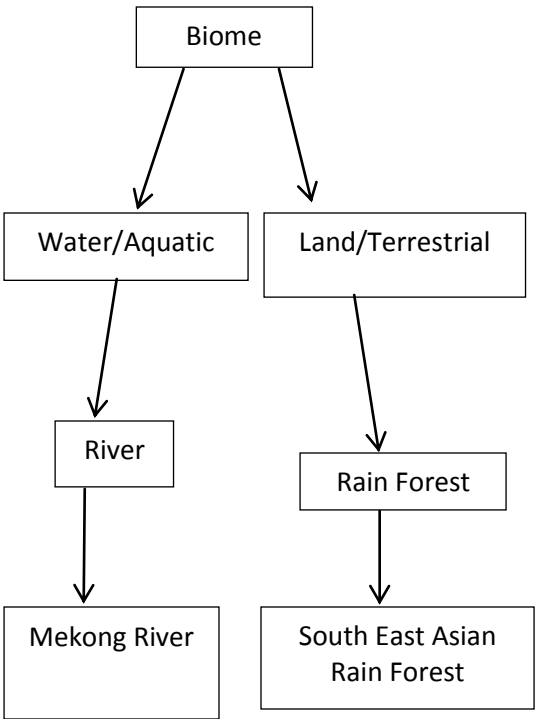 Biome
Water/Aquatic
Land/Terrestrial
River
Rain Forest
Mekong River
South East Asian
Rain Forest